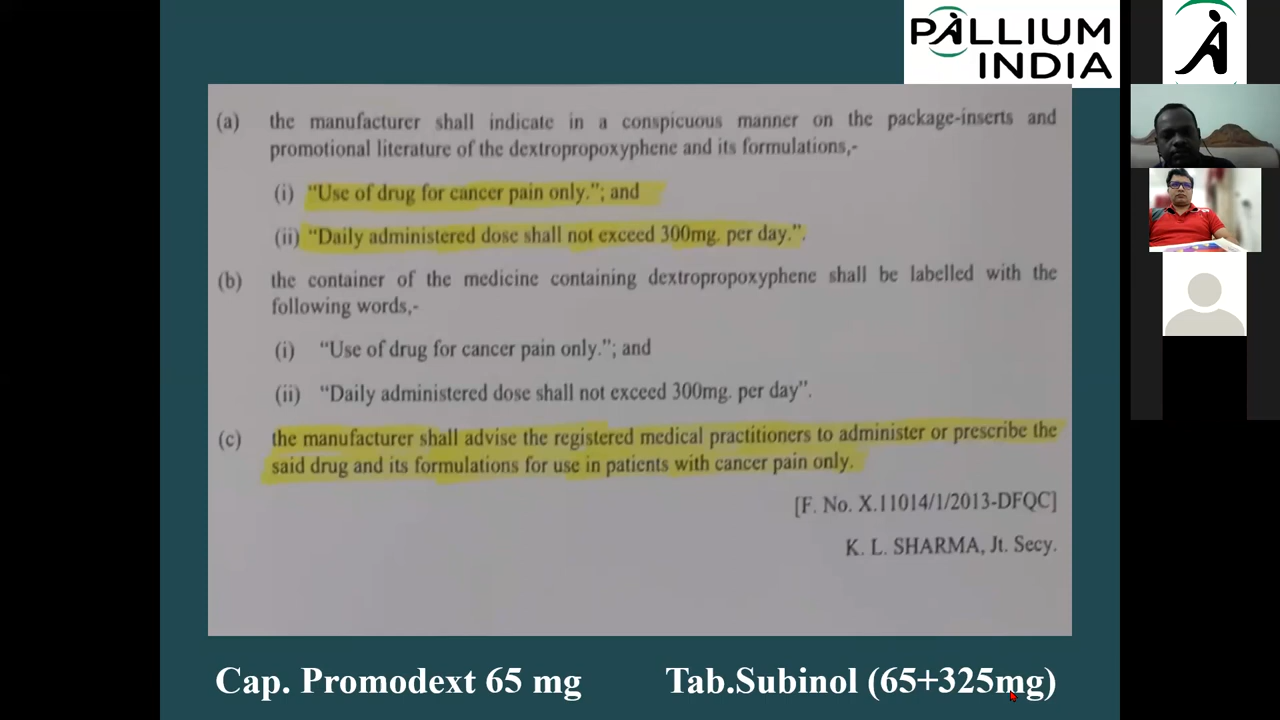 PALLIUM
INDIA
(a) the manufacturer shall indicate in a conspicuous manner on the package-inserts and
promotional literature of the dextropropoxyphene and its formulations,-
(i) “Use of drug for cancer pain only.”; and
(ii) “Daily administered dose shall not exceed 300mg. per day.”.
(b) the container of the medicine containing dextropropoxyphene shall be labelled with the
following words,-
(i) “Use of drug for cancer pain only.”; and
(ii) “Daily administered dose shall not exceed 300mg. per day”.
(c) the manufacturer shall advise the registered medical practitioners to administer or prescribe the
said drug and its formulations for use in patients with cancer pain only.
[F. No. X.11014/1/2013-DFQC]
K. L. SHARMA, Jt. Secy.
Cap. Promodext 65 mg Tab.Subinol (65+325mg)